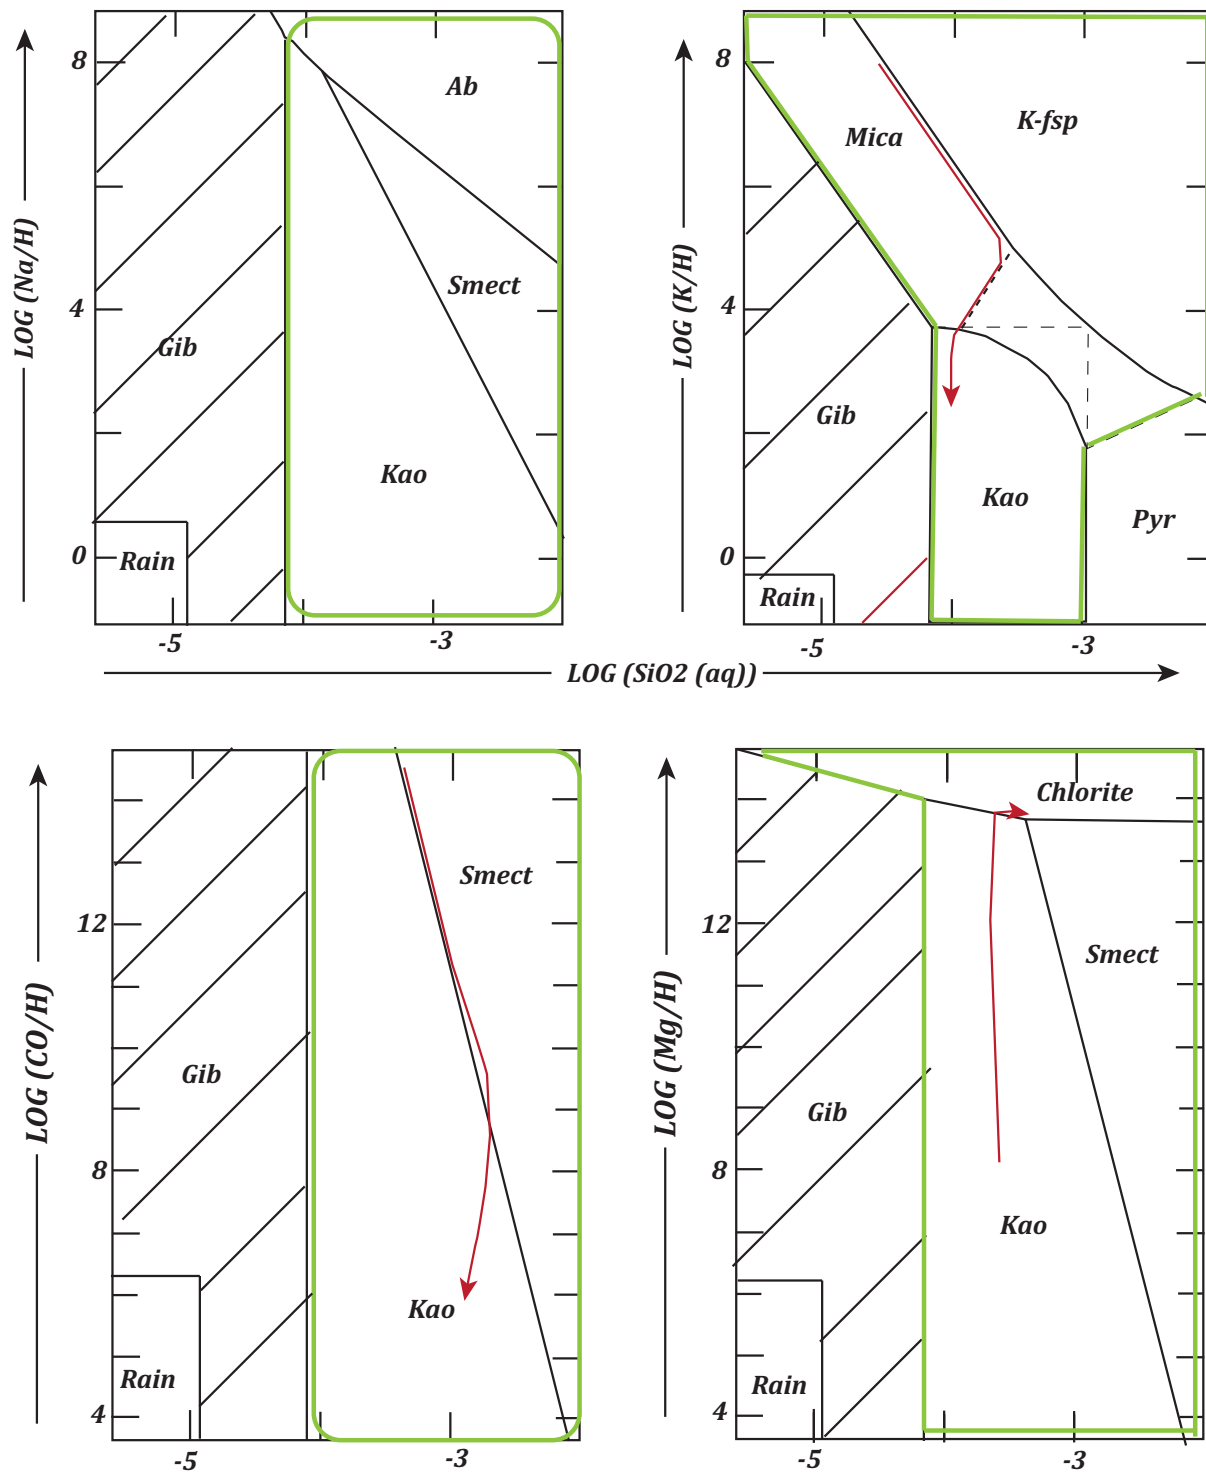 LOG (Na/H)
8
4
0
Ab
Smect
Gib
Kao
Rain
-5
-3
LOG (K/H)
8
4
0
Mica
K-fsp
Gib
Kao
Pyr
Rain
-5
-3
LOG (SiO2 (aq))
LOG (CO/H)
12
8
4
Smect
Gib
Kao
Rain
-5
-3
LOG (Mg/H)
12
8
4
Chlorite
Smect
Gib
Kao
Rain
-5
-3